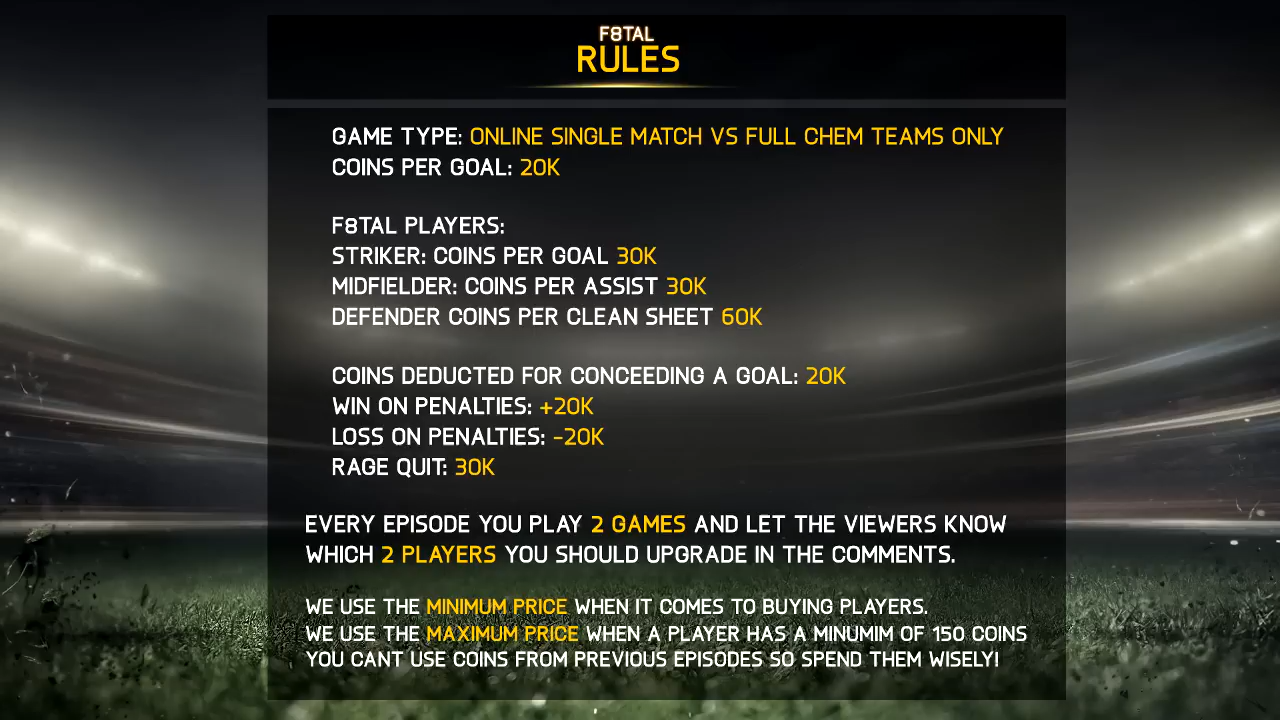 F8TAL
RULES
GAME TYPE: ONLINE SINGLE MATCH VS FULL CHEM TEAMS ONLY
COINS PER GOAL: 20K
F8TAL PLAYERS:
STRIKER: COINS PER GOAL 30K
MIDFIELDER: COINS PER ASSIST 30K
DEFENDER COINS PER CLEAN SHEET 60K
COINS DEDUCTED FOR CONCEEDING A GOAL: 20K
WIN ON PENALTIES: +20K
LOSS ON PENALTIES: -20K
RAGE QUIT: 30K
EVERY EPISODE YOU PLAY 2 GAMES AND LET THE VIEWERS KNOW
WHICH 2 PLAYERS YOU SHOULD UPGRADE IN THE COMMENTS.
WE USE THE MINIMUM PRICE WHEN IT COMES TO BUYING PLAYERS.
WE USE THE MAXIMUM PRICE WHEN A PLAYER HAS A MINUMIM OF 150 COINS
YOU CANT USE COINS FROM PREVIOUS EPISODES SO SPEND THEM WISELY!